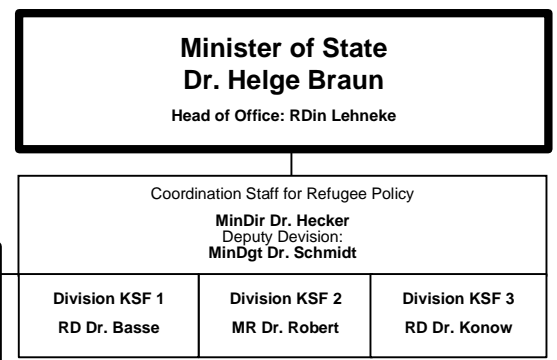 Minister of State
Dr. Helge Braun
Head of Office: RDin Lehneke
Coordination Staff for Refugee Policy
MinDir Dr. Hecker
Deputy Devision:
MinDgt Dr. Schmidt
Division KSF 1
RD Dr. Basse
Division KSF 2
MR Dr. Robert
Division KSF 3
RD Dr. Konow